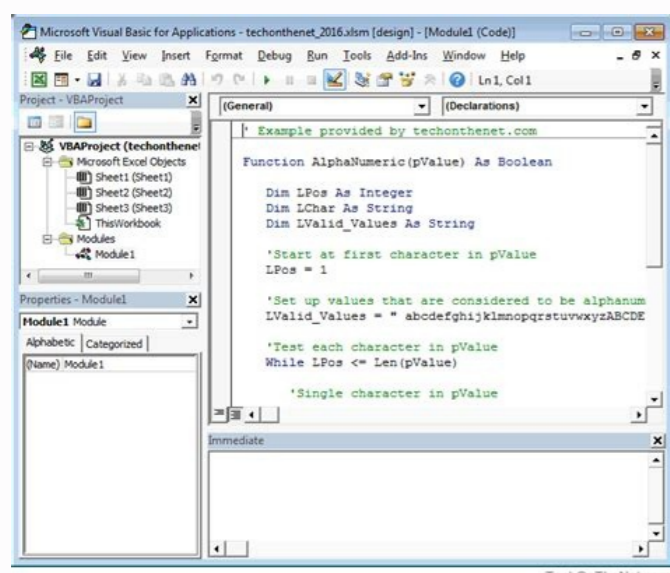 Microsoft Visual Basic for Applications - techonthenet_2016.xlsm [design] - [Module1 (Code)]
File Edit View Insert Format Debug Run Tools Add-Ins Window Help
Ln 1, Col 1
Project - VBAProject
VBAProject (techonthenet
Microsoft Excel Objects
Sheet1 (Sheet1)
Sheet2 (Sheet2)
Sheet3 (Sheet3)
ThisWorkbook
Modules
Module1
Properties - Module1
Module1 Module
Alphabetic Categorized
(Name) Module1
(General) (Declarations)
' Example provided by techonthenet.com
Function AlphaNumeric(pValue) As Boolean
Dim LPos As Integer
Dim LChar As String
Dim LValid_Values As String
'Start at first character in pValue
LPos = 1
'Set up values that are considered to be alphanum
LValid_Values = " abcdefghijklmnopqrstuvwxyzABCDE
'Test each character in pValue
While LPos <= Len(pValue)
'Single character in pValue
Immediate